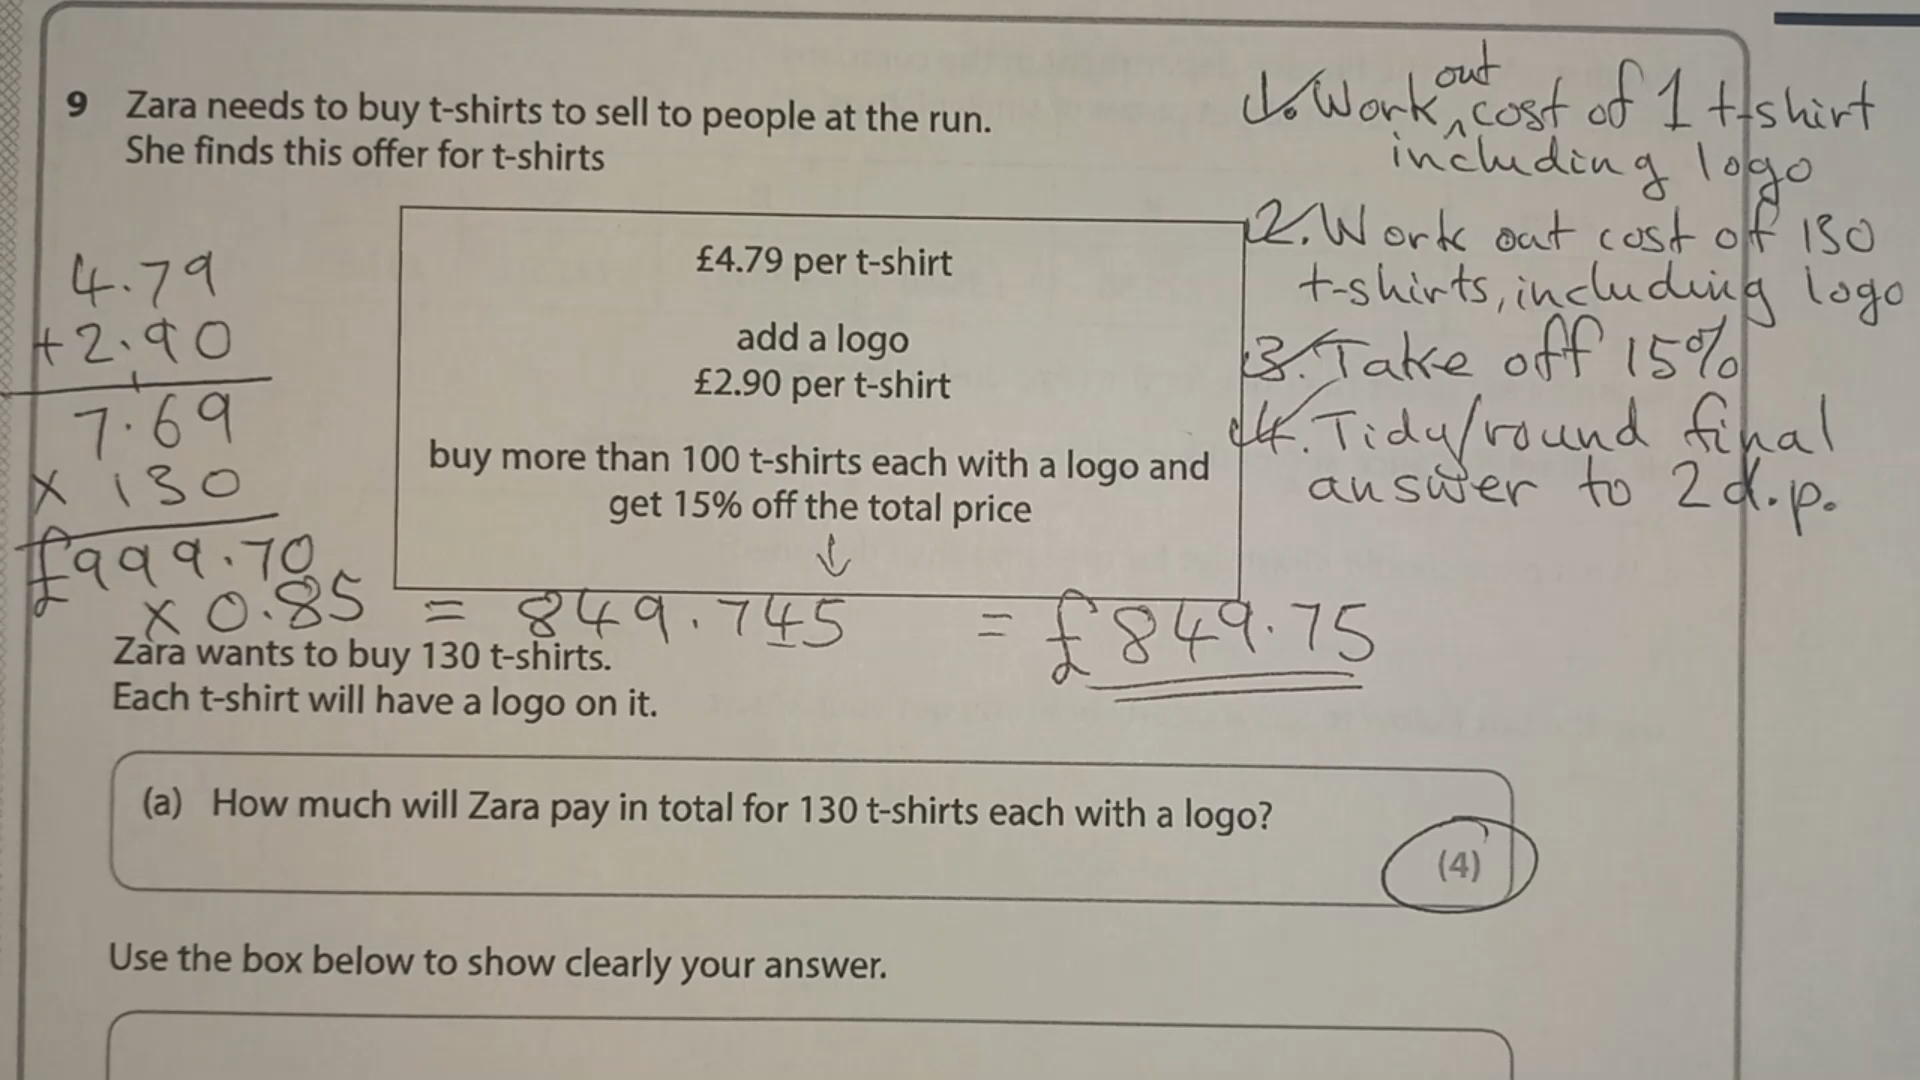 9 Zara needs to buy t-shirts to sell to people at the run.
She finds this offer for t-shirts
£4.79 per t-shirt
add a logo
£2.90 per t-shirt
buy more than 100 t-shirts each with a logo and
get 15% off the total price
↓
4.79
+2.90
1
7.69
x 130
£999.70
x 0.85 = 849.745 = £849.75
1. Work out cost of 1 t-shirt
including logo
2. Work out cost of 130
t-shirts, including logo
3. Take off 15%
4. Tidy/round final
answer to 2 d.p.
Zara wants to buy 130 t-shirts.
Each t-shirt will have a logo on it.
(a) How much will Zara pay in total for 130 t-shirts each with a logo?
(4)
Use the box below to show clearly your answer.